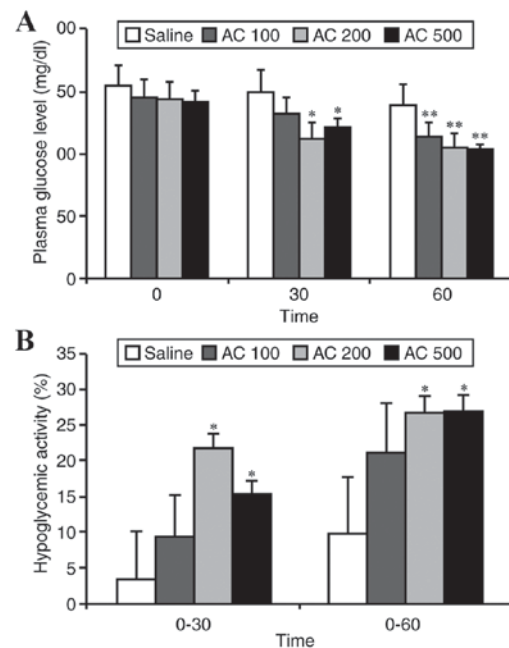 A
Plasma glucose level (mg/dl)
00
50
00
50
0
Saline AC 100 AC 200 AC 500
* *
** ** **
0 30 60
Time
B
Hypoglycemic activity (%)
35
30
25
20
15
10
5
0
Saline AC 100 AC 200 AC 500
* *
* *
0-30 0-60
Time